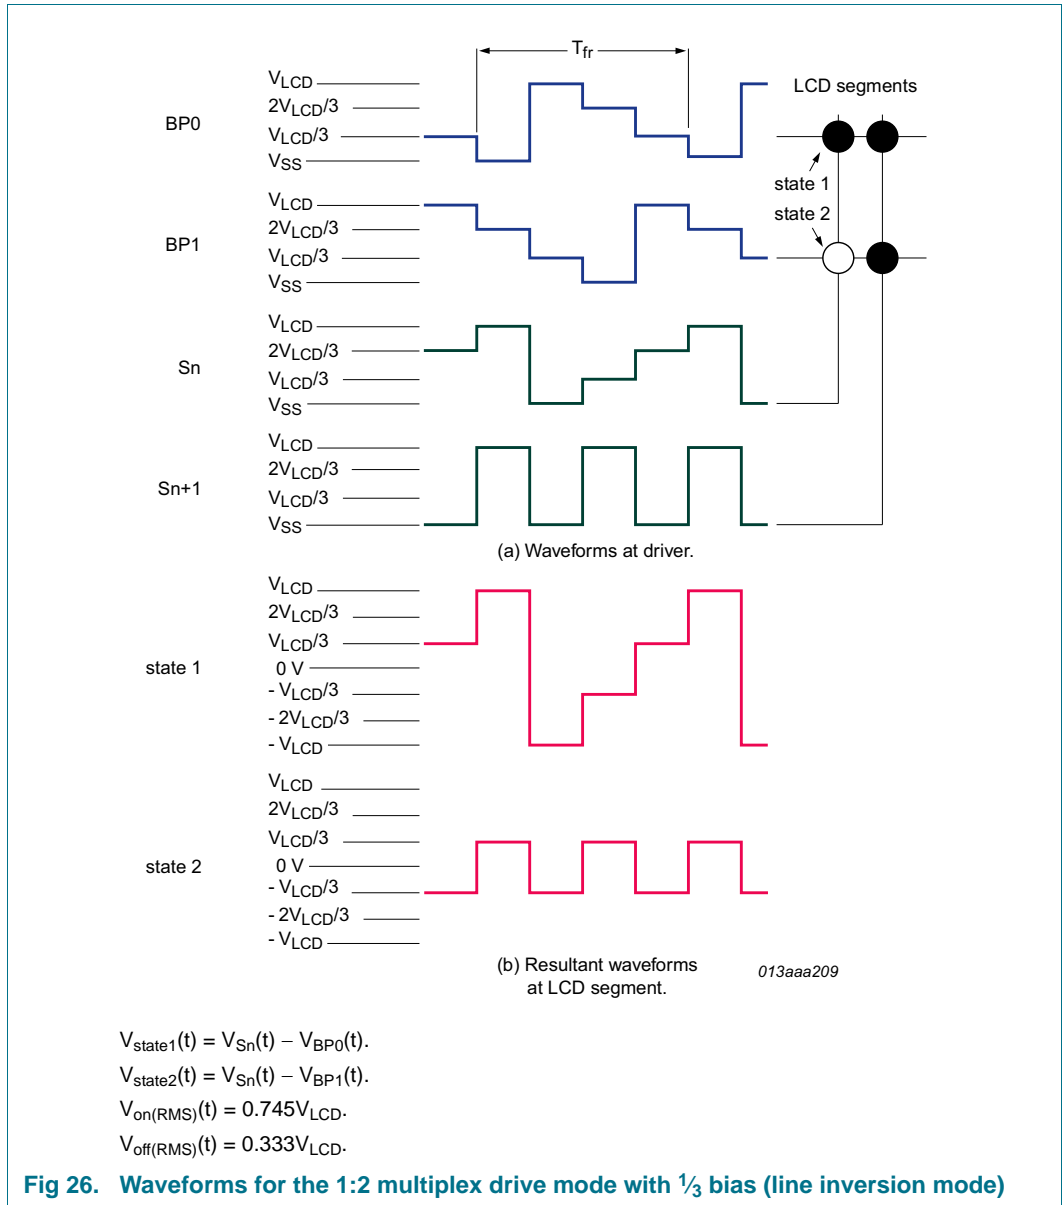 T_fr
V_LCD
2V_LCD/3
BP0
V_LCD/3
V_SS
LCD segments
state 1
state 2
V_LCD
2V_LCD/3
BP1
V_LCD/3
V_SS
V_LCD
2V_LCD/3
Sn
V_LCD/3
V_SS
V_LCD
2V_LCD/3
Sn+1
V_LCD/3
V_SS
(a) Waveforms at driver.
V_LCD
2V_LCD/3
V_LCD/3
state 1
0 V
- V_LCD/3
- 2V_LCD/3
- V_LCD
V_LCD
2V_LCD/3
V_LCD/3
state 2
0 V
- V_LCD/3
- 2V_LCD/3
- V_LCD
(b) Resultant waveforms
at LCD segment.
013aaa209
V_state1(t) = V_Sn(t) − V_BP0(t).
V_state2(t) = V_Sn(t) − V_BP1(t).
V_on(RMS)(t) = 0.745V_LCD.
V_off(RMS)(t) = 0.333V_LCD.
Fig 26. Waveforms for the 1:2 multiplex drive mode with 1⁄3 bias (line inversion mode)